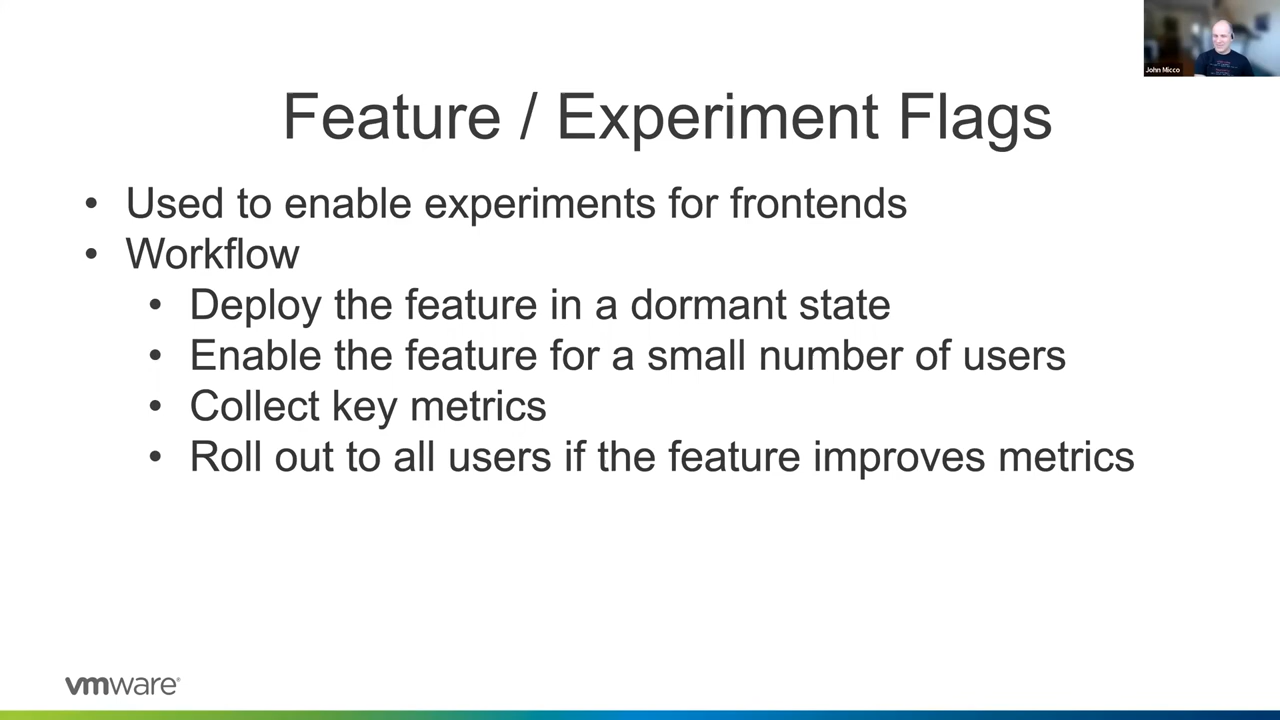 John Micco
Feature / Experiment Flags
• Used to enable experiments for frontends
• Workflow
• Deploy the feature in a dormant state
• Enable the feature for a small number of users
• Collect key metrics
• Roll out to all users if the feature improves metrics
vmware®